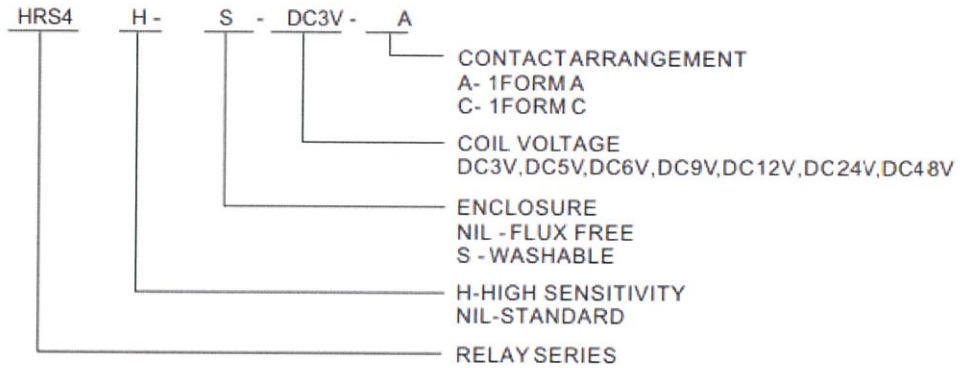 HRS4 H- S - DC3V - A
CONTACTARRANGEMENT
A- 1FORM A
C- 1FORM C
COIL VOLTAGE
DC3V,DC5V,DC6V,DC9V,DC12V,DC24V,DC48V
ENCLOSURE
NIL -FLUX FREE
S -WASHABLE
H-HIGH SENSITIVITY
NIL-STANDARD
RELAY SERIES